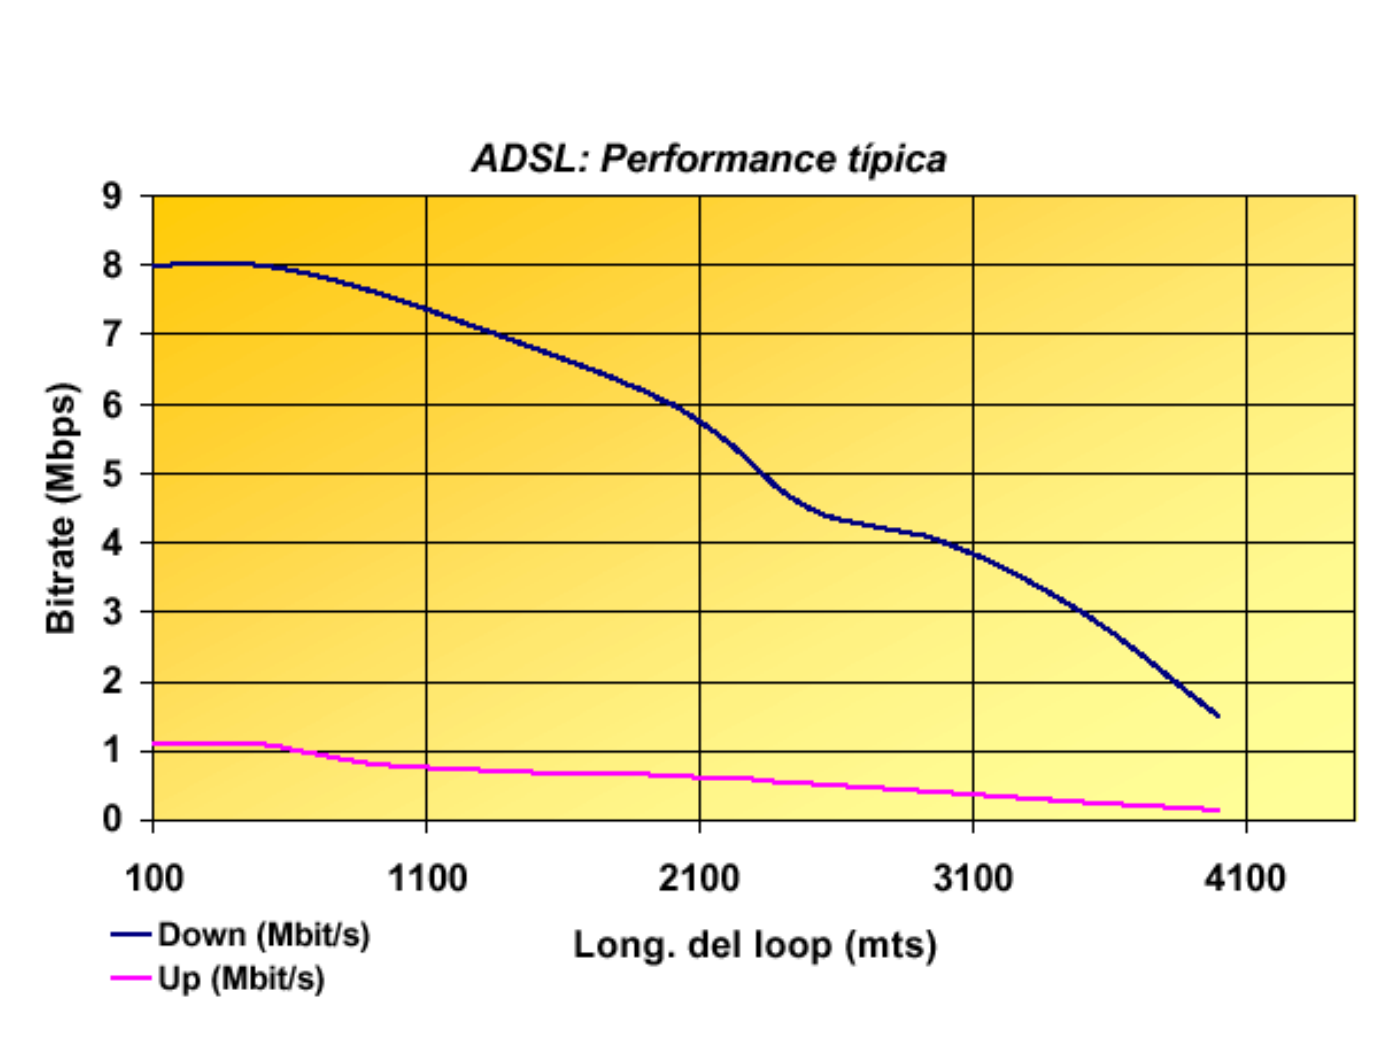 ADSL: Performance típica
9
8
7
6
5
4
3
2
1
0
Bitrate (Mbps)
100 1100 2100 3100 4100
Long. del loop (mts)
Down (Mbit/s)
Up (Mbit/s)